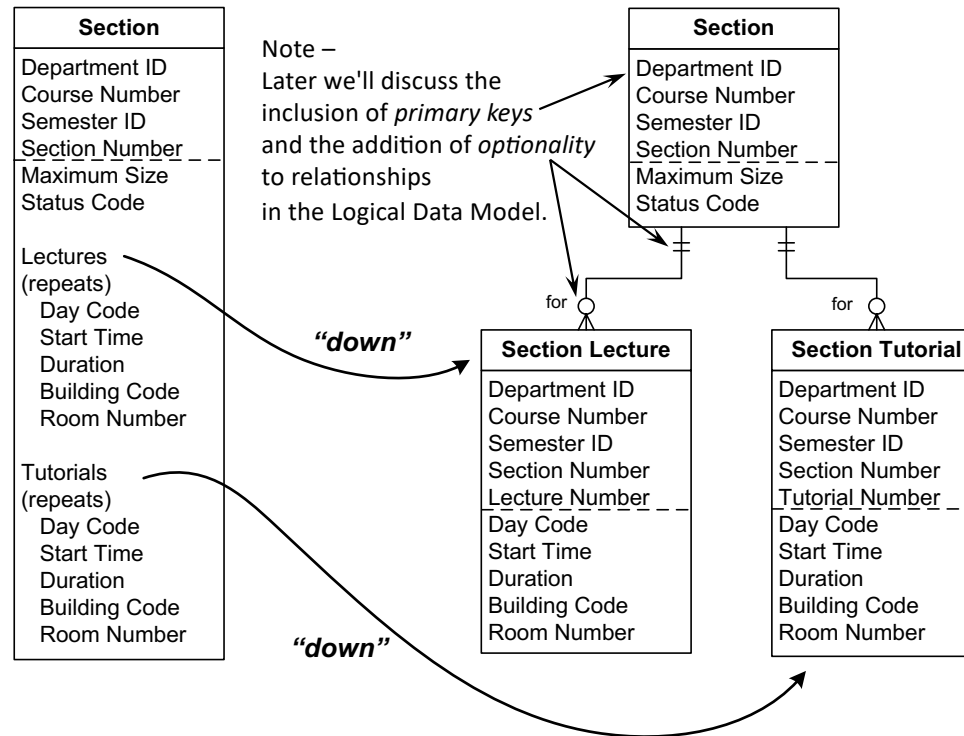 Section
Department ID
Course Number
Semester ID
Section Number
Maximum Size
Status Code
Lectures
(repeats)
Day Code
Start Time
Duration
Building Code
Room Number
Tutorials
(repeats)
Day Code
Start Time
Duration
Building Code
Room Number
Note –
Later we'll discuss the
inclusion of primary keys
and the addition of optionality
to relationships
in the Logical Data Model.
“down”
“down”
Section
Department ID
Course Number
Semester ID
Section Number
Maximum Size
Status Code
for
for
Section Lecture
Department ID
Course Number
Semester ID
Section Number
Lecture Number
Day Code
Start Time
Duration
Building Code
Room Number
Section Tutorial
Department ID
Course Number
Semester ID
Section Number
Tutorial Number
Day Code
Start Time
Duration
Building Code
Room Number